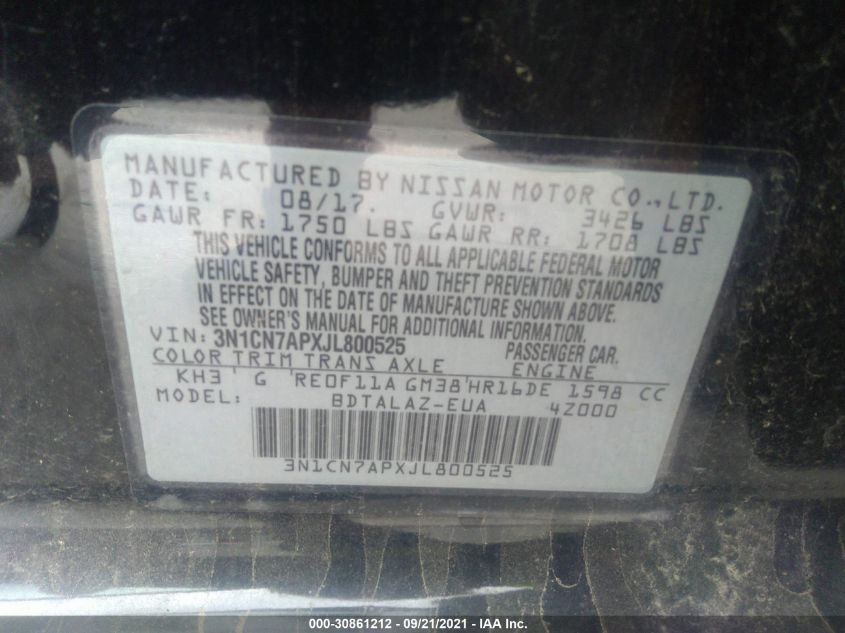 MANUFACTURED BY NISSAN MOTOR CO., LTD.
DATE: 08/17. GVWR: 3426 LBS
GAWR FR: 1750 LBS GAWR RR: 1708 LBS
THIS VEHICLE CONFORMS TO ALL APPLICABLE FEDERAL MOTOR
VEHICLE SAFETY, BUMPER AND THEFT PREVENTION STANDARDS
IN EFFECT ON THE DATE OF MANUFACTURE SHOWN ABOVE.
SEE OWNER'S MANUAL FOR ADDITIONAL INFORMATION.
VIN: 3N1CN7APXJL800525 PASSENGER CAR.
COLOR TRIM TRANS AXLE ENGINE
KH3 ' G 'RE0F11A GM38'HR16DE 1598 CC
MODEL: BDTALAZ-EUA 4Z000
3N1CN7APXJL800525
000-30861212 - 09/21/2021 - IAA Inc.